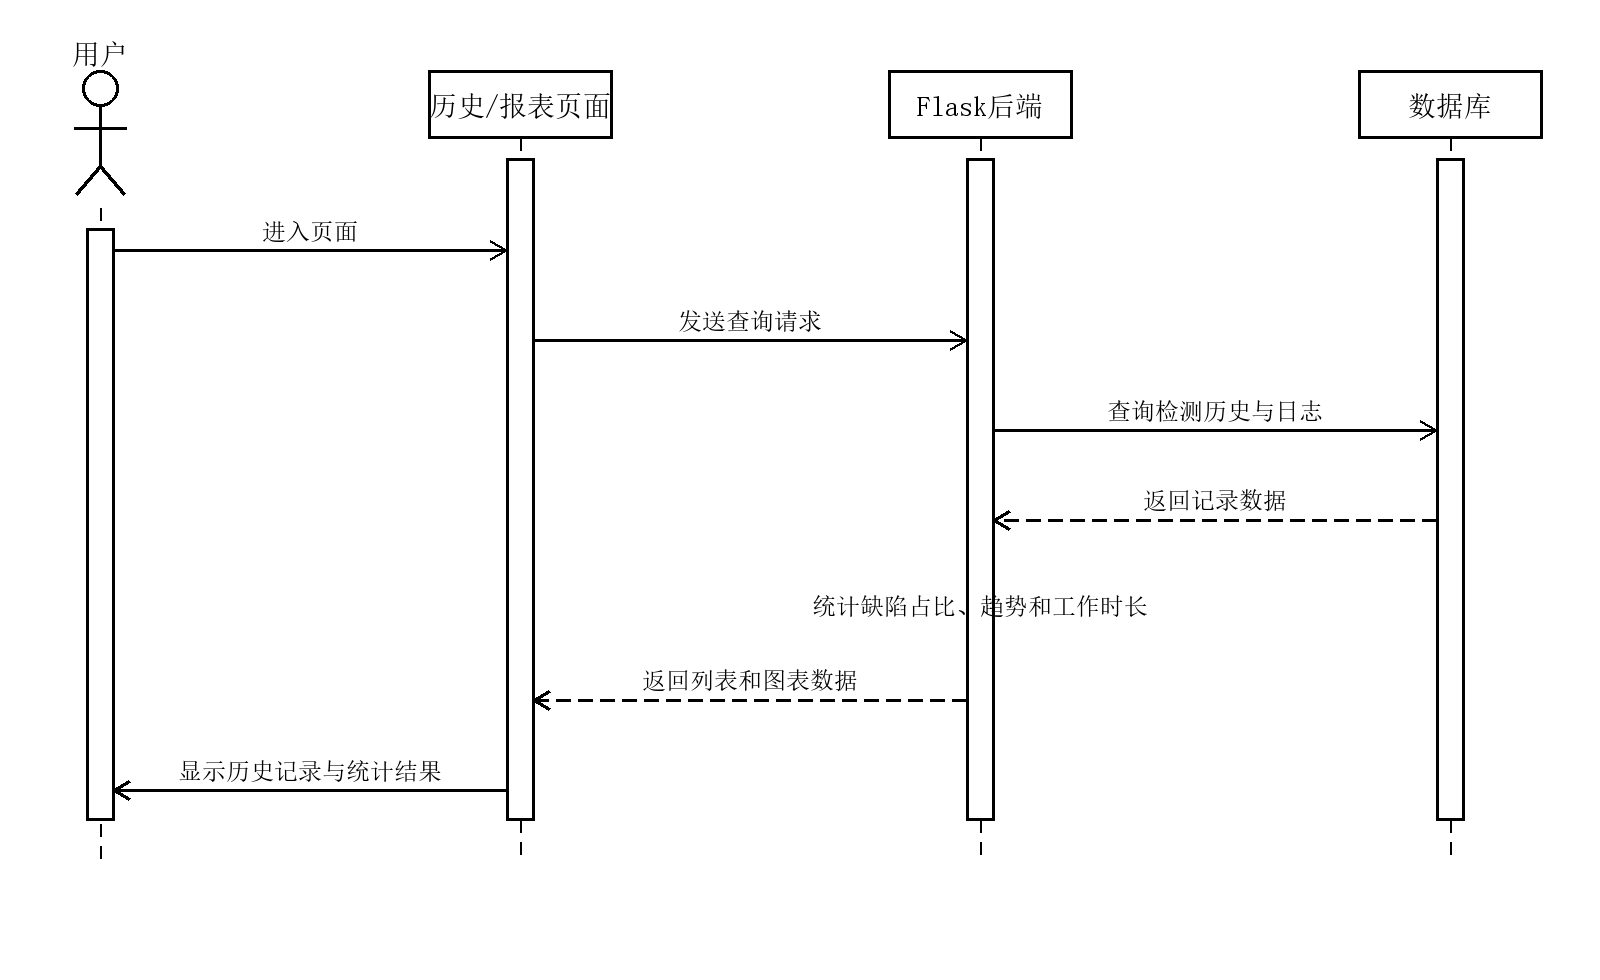 用户
历史/报表页面
Flask后端
数据库
进入页面
发送查询请求
查询检测历史与日志
返回记录数据
统计缺陷占比、趋势和工作时长
返回列表和图表数据
显示历史记录与统计结果